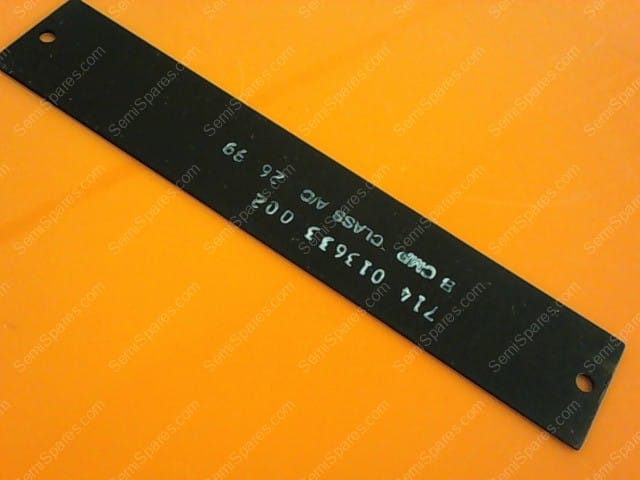 714 013633 002
B CMP CLASS A/C 26 99
SemiSpares.com